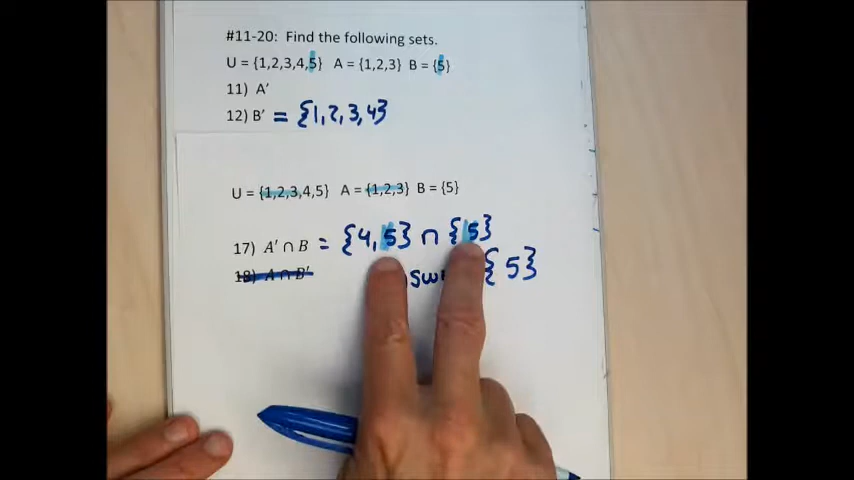 #11-20: Find the following sets.
U = {1,2,3,4,5} A = {1,2,3} B = {5}
11) A′
12) B′ = {1,2,3,4}
U = {1,2,3,4,5} A = {1,2,3} B = {5}
17) A′ ∩ B = {4,5} ∩ {5}
18) A ∩ B′ {5}